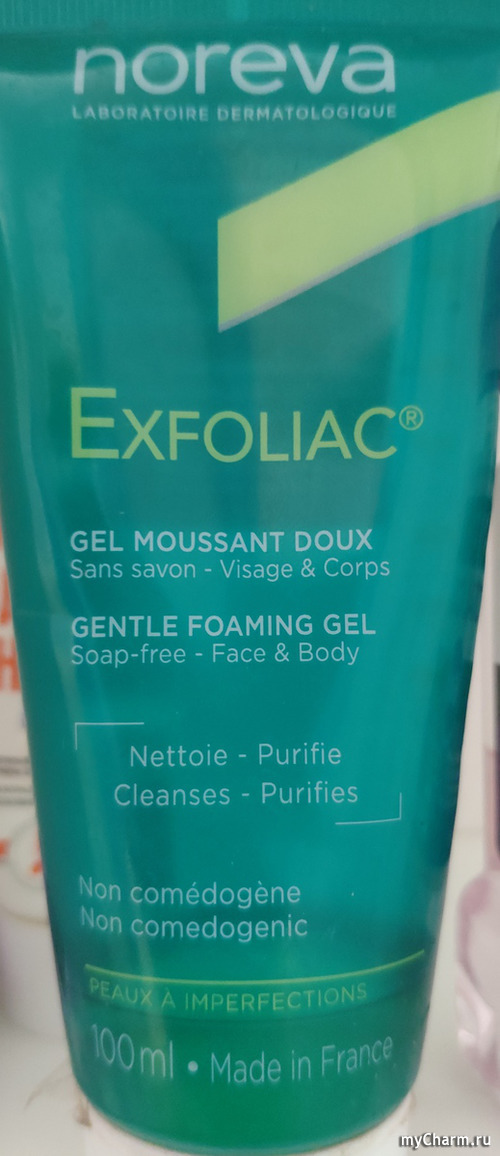 noreva
LABORATOIRE DERMATOLOGIQUE
EXFOLIAC®
GEL MOUSSANT DOUX
Sans savon - Visage & Corps
GENTLE FOAMING GEL
Soap-free - Face & Body
Nettoie - Purifie
Cleanses - Purifies
Non comédogène
Non comedogenic
PEAUX À IMPERFECTIONS
100ml • Made in France
myCharm.ru